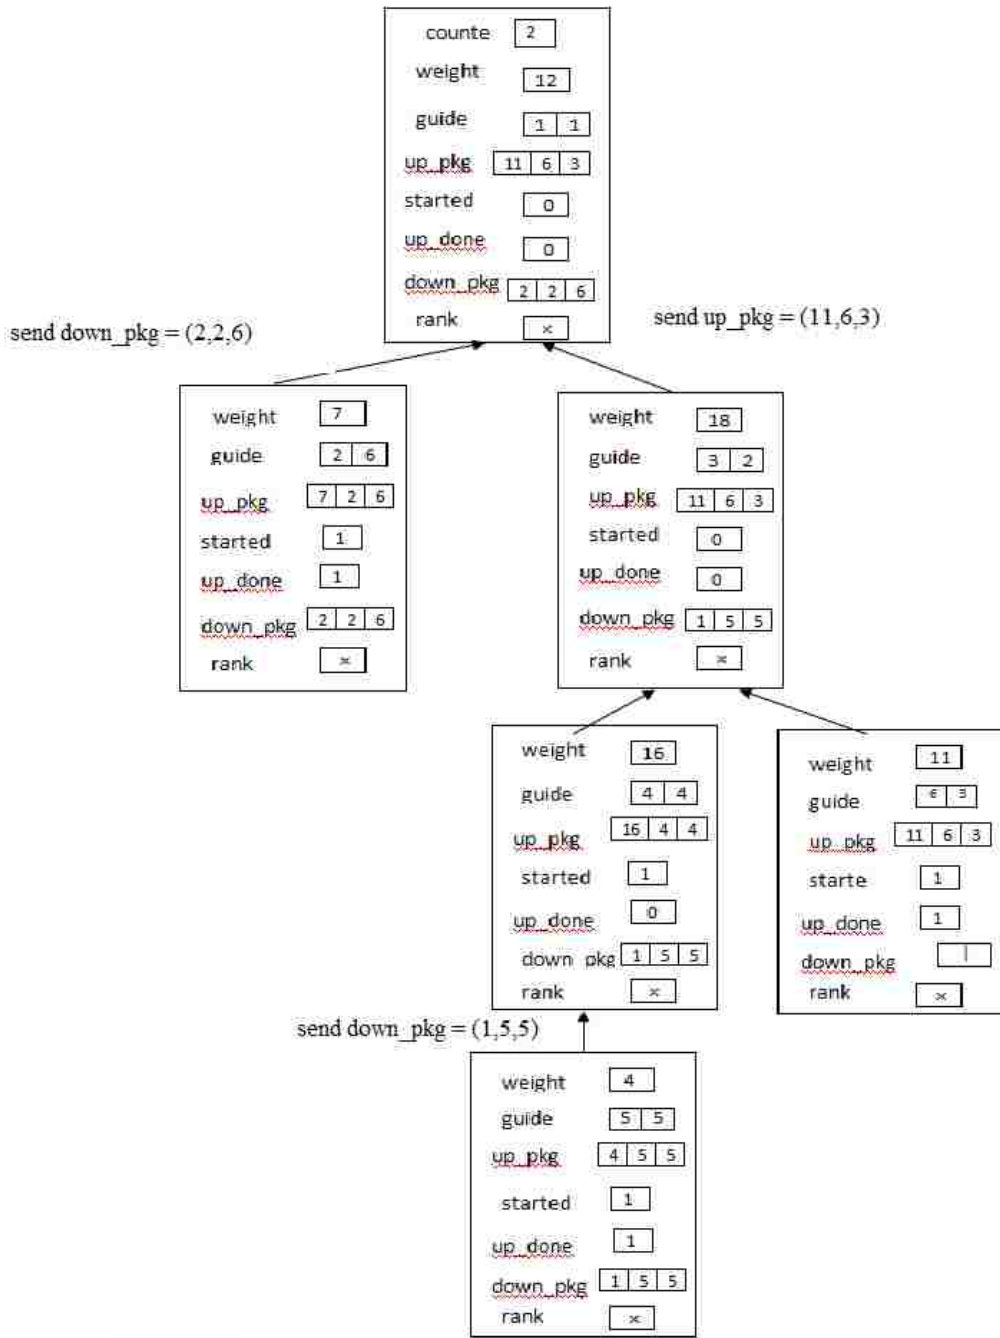 counte 2
weight 12
guide 1 1
up_pkg 11 6 3
started 0
up_done 0
down_pkg 2 2 6
rank x
send down_pkg = (2,2,6)
send up_pkg = (11,6,3)
weight 7
guide 2 6
up_pkg 7 2 6
started 1
up_done 1
down_pkg 2 2 6
rank x
weight 18
guide 3 2
up_pkg 11 6 3
started 0
up_done 0
down_pkg 1 5 5
rank x
weight 16
guide 4 4
up_pkg 16 4 4
started 1
up_done 0
down pkg 1 5 5
rank x
weight 11
guide 6 3
up pkg 11 6 3
starte 1
up_done 1
down_pkg |
rank x
send down_pkg = (1,5,5)
weight 4
guide 5 5
up_pkg 4 5 5
started 1
up_done 1
down_pkg 1 5 5
rank x